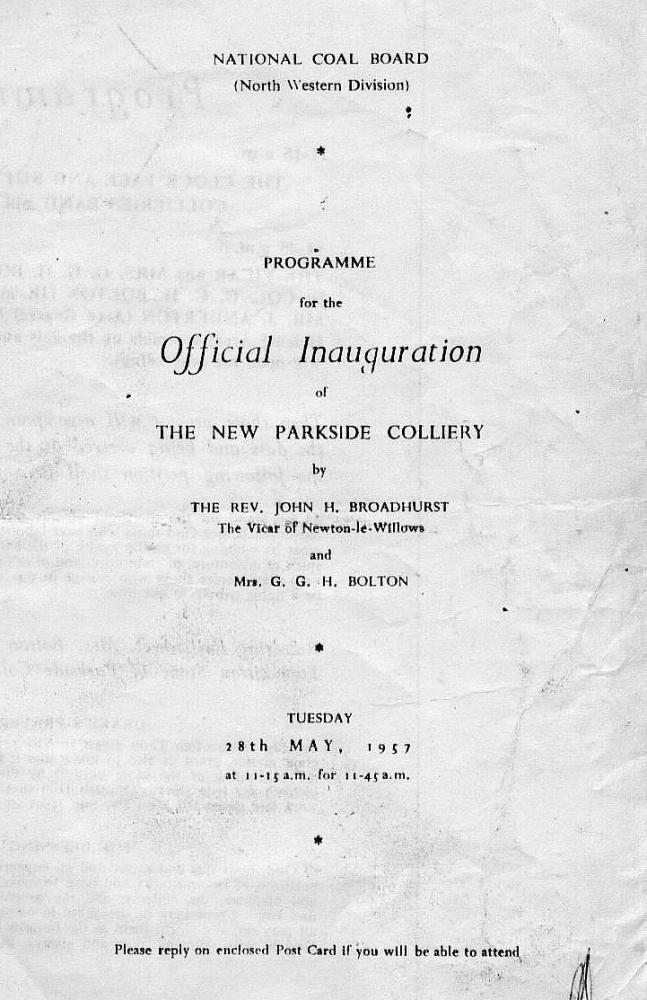 NATIONAL COAL BOARD
(North Western Division)
*
PROGRAMME
for the
Official Inauguration
of
THE NEW PARKSIDE COLLIERY
by
THE REV. JOHN H. BROADHURST
The Vicar of Newton-le-Willows
and
Mrs. G. G. H. BOLTON
*
TUESDAY
28th MAY, 1957
at 11-15 a.m. for 11-45 a.m.
*
Please reply on enclosed Post Card if you will be able to attend